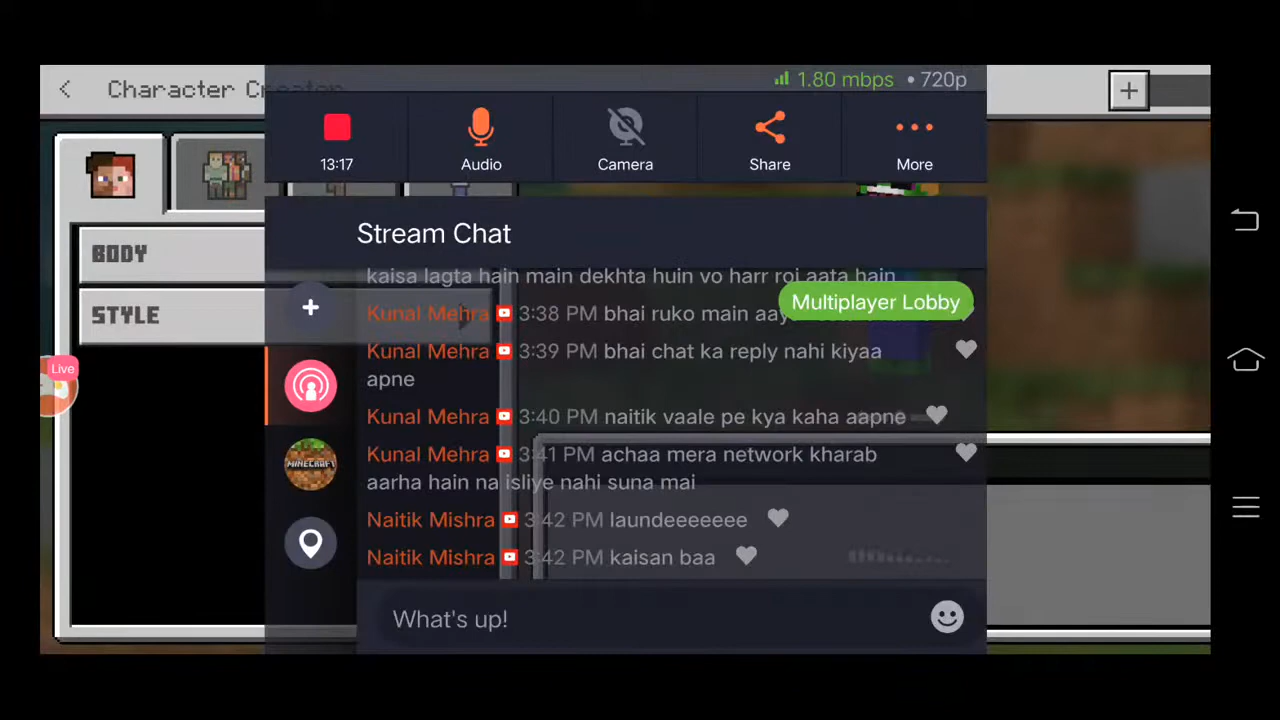 1.80 mbps • 720p
Character Creator
13:17
Audio
Camera
Share
More
Stream Chat
BODY
STYLE
Live
MINECRAFT
kaisa lagta hain main dekhta huin vo harr roj aata hain
Multiplayer Lobby
Kunal Mehra 3:38 PM bhai ruko main
Kunal Mehra 3:39 PM bhai chat ka reply nahi kiyaa
apne
Kunal Mehra 3:40 PM naitik vaale pe kya kaha aapne
Kunal Mehra 3:41 PM achaa mera network kharab
aarha hain na isliye nahi suna mai
Naitik Mishra 3:42 PM laundeeeeeee
Naitik Mishra 3:42 PM kaisan baa
What's up!